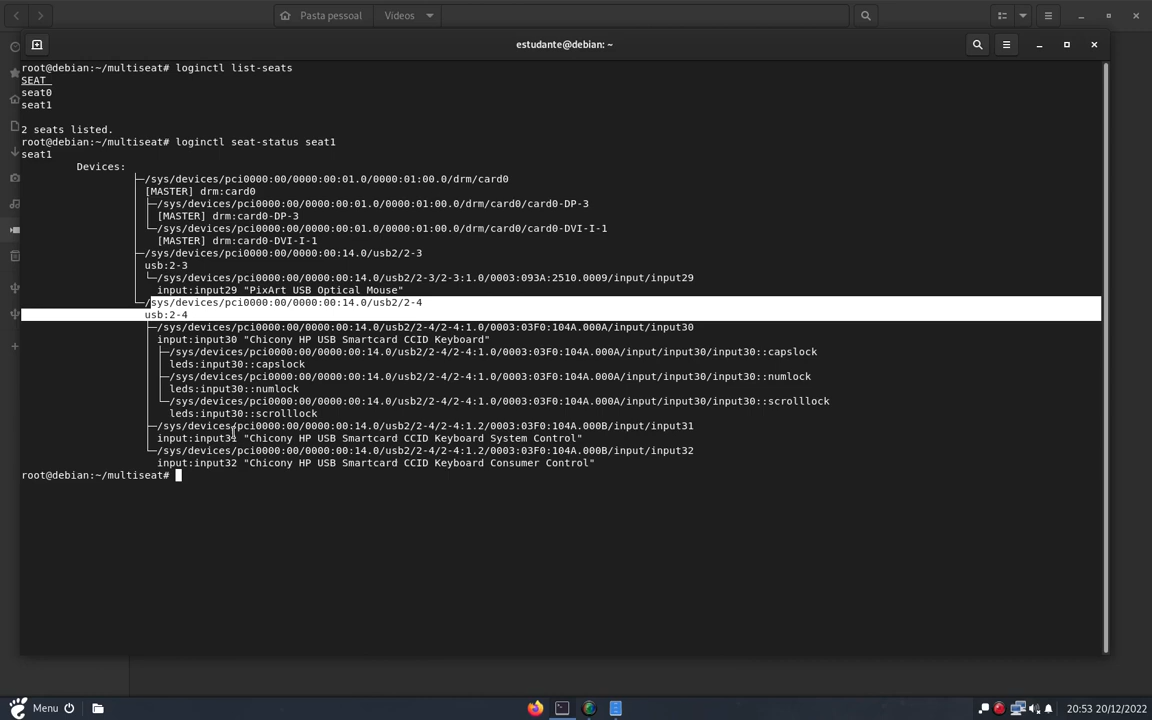 Pasta pessoal
Vídeos
estudante@debian: ~
root@debian:~/multiseat# loginctl list-seats
SEAT
seat0
seat1
2 seats listed.
root@debian:~/multiseat# loginctl seat-status seat1
seat1
Devices:
├─/sys/devices/pci0000:00/0000:00:01.0/0000:01:00.0/drm/card0
│ [MASTER] drm:card0
│ ├─/sys/devices/pci0000:00/0000:00:01.0/0000:01:00.0/drm/card0/card0-DP-3
│ │ [MASTER] drm:card0-DP-3
│ └─/sys/devices/pci0000:00/0000:00:01.0/0000:01:00.0/drm/card0/card0-DVI-I-1
│   [MASTER] drm:card0-DVI-I-1
├─/sys/devices/pci0000:00/0000:00:14.0/usb2/2-3
│ usb:2-3
│ └─/sys/devices/pci0000:00/0000:00:14.0/usb2/2-3/2-3:1.0/0003:093A:2510.0009/input/input29
│   input:input29 "PixArt USB Optical Mouse"
└─/sys/devices/pci0000:00/0000:00:14.0/usb2/2-4
  usb:2-4
  ├─/sys/devices/pci0000:00/0000:00:14.0/usb2/2-4/2-4:1.0/0003:03F0:104A.000A/input/input30
  │ input:input30 "Chicony HP USB Smartcard CCID Keyboard"
  │ ├─/sys/devices/pci0000:00/0000:00:14.0/usb2/2-4/2-4:1.0/0003:03F0:104A.000A/input/input30/input30::capslock
  │ │ leds:input30::capslock
  │ ├─/sys/devices/pci0000:00/0000:00:14.0/usb2/2-4/2-4:1.0/0003:03F0:104A.000A/input/input30/input30::numlock
  │ │ leds:input30::numlock
  │ └─/sys/devices/pci0000:00/0000:00:14.0/usb2/2-4/2-4:1.0/0003:03F0:104A.000A/input/input30/input30::scrolllock
  │   leds:input30::scrolllock
  ├─/sys/devices/pci0000:00/0000:00:14.0/usb2/2-4/2-4:1.2/0003:03F0:104A.000B/input/input31
  │ input:input31 "Chicony HP USB Smartcard CCID Keyboard System Control"
  └─/sys/devices/pci0000:00/0000:00:14.0/usb2/2-4/2-4:1.2/0003:03F0:104A.000B/input/input32
    input:input32 "Chicony HP USB Smartcard CCID Keyboard Consumer Control"
root@debian:~/multiseat#
Menu
20:53 20/12/2022